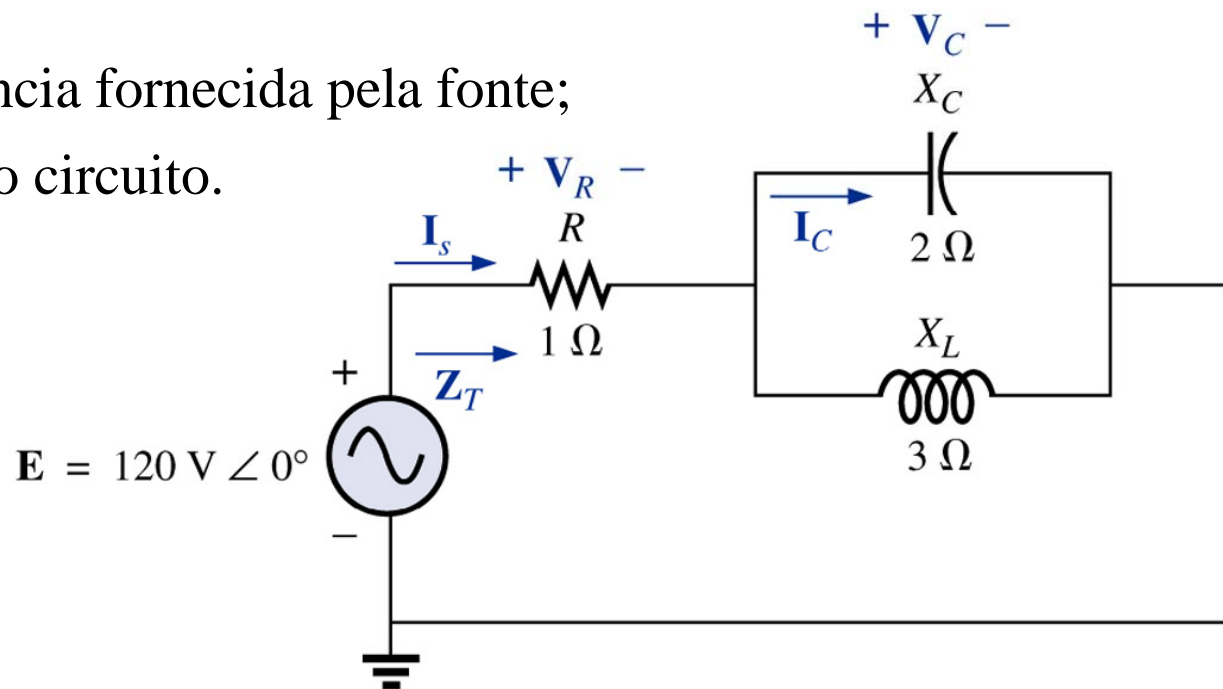 ncia fornecida pela fonte;
o circuito.
+ V_C −
X_C
I_C
2 Ω
+ V_R −
R
I_s
1 Ω
Z_T
X_L
3 Ω
+
E = 120 V ∠ 0°
−